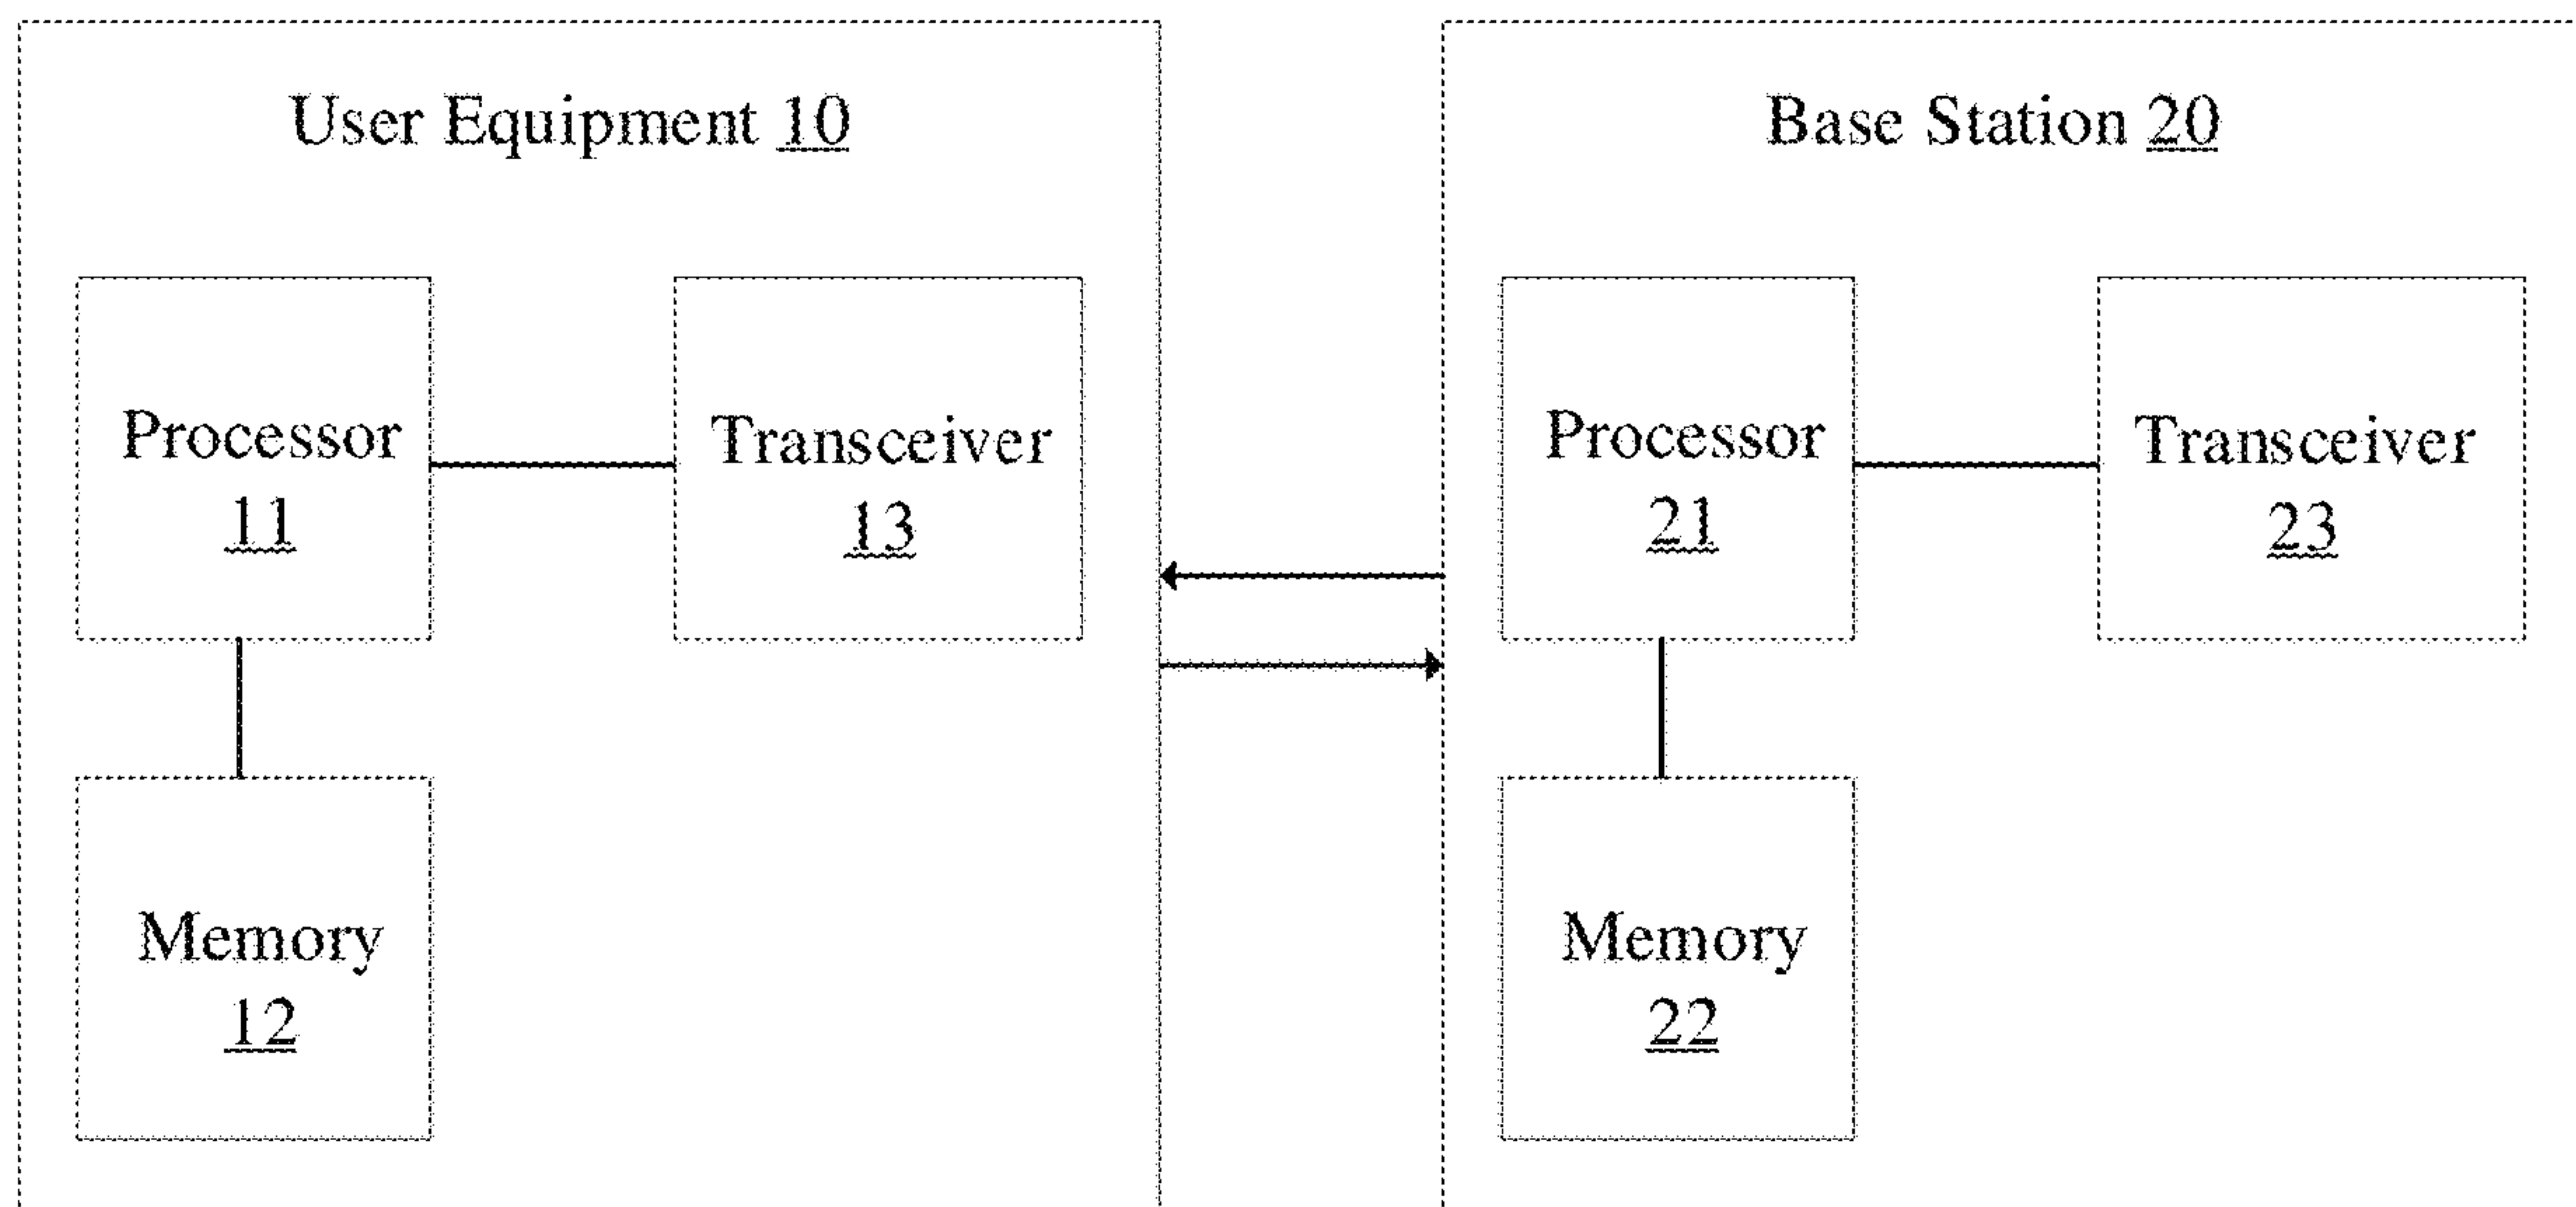 User Equipment 10
Processor
11
Transceiver
13
Memory
12
Base Station 20
Processor
21
Transceiver
23
Memory
22